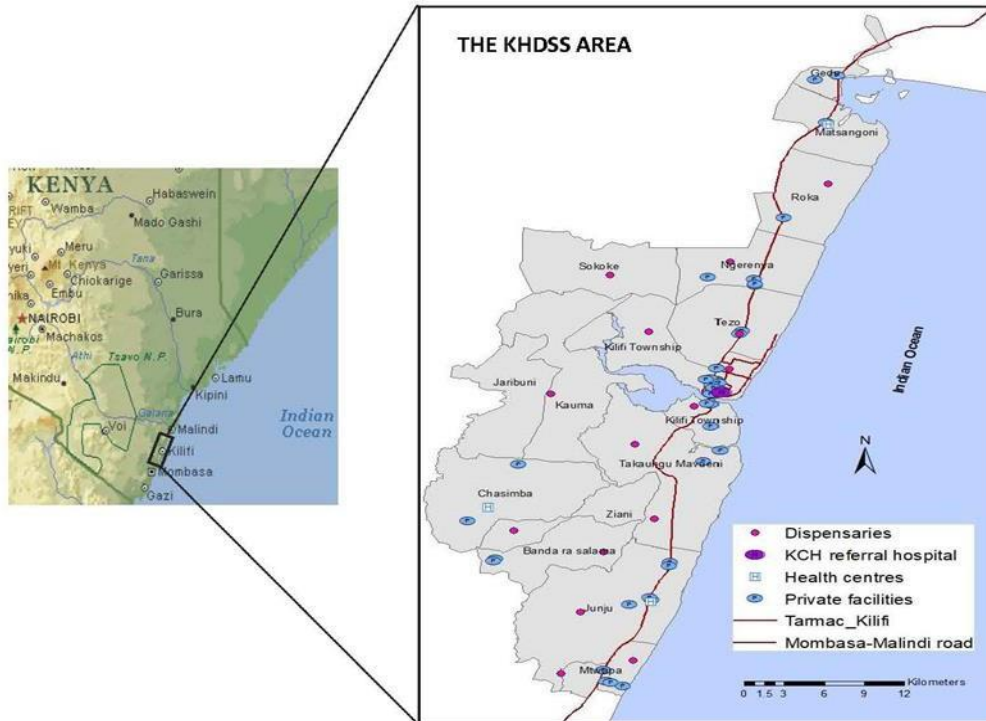 THE KHDSS AREA
KENYA
Wamba
Habaswein
Mado Gashi
Meru
Mt Kenya
Chiokarige
Embu
Tana
Garissa
NAIROBI
Machakos
Bura
Athi
Tsavo N.P.
Makindu
Lamu
Kipini
Galana
Voi
Malindi
Indian
Ocean
Kilifi
Mombasa
Gazi
Gede
Matsangoni
Roka
Sokoke
Ngerenya
Tezo
Kilifi Township
Jaribuni
Kauma
Kilifi Township
Indian Ocean
N
Takaungu Mavueni
Chasimba
Ziani
Banda ra salama
Junju
Mtwapa
Dispensaries
KCH referral hospital
H Health centres
P Private facilities
Tarmac_Kilifi
Mombasa-Malindi road
Kilometers
0 1.5 3 6 9 12